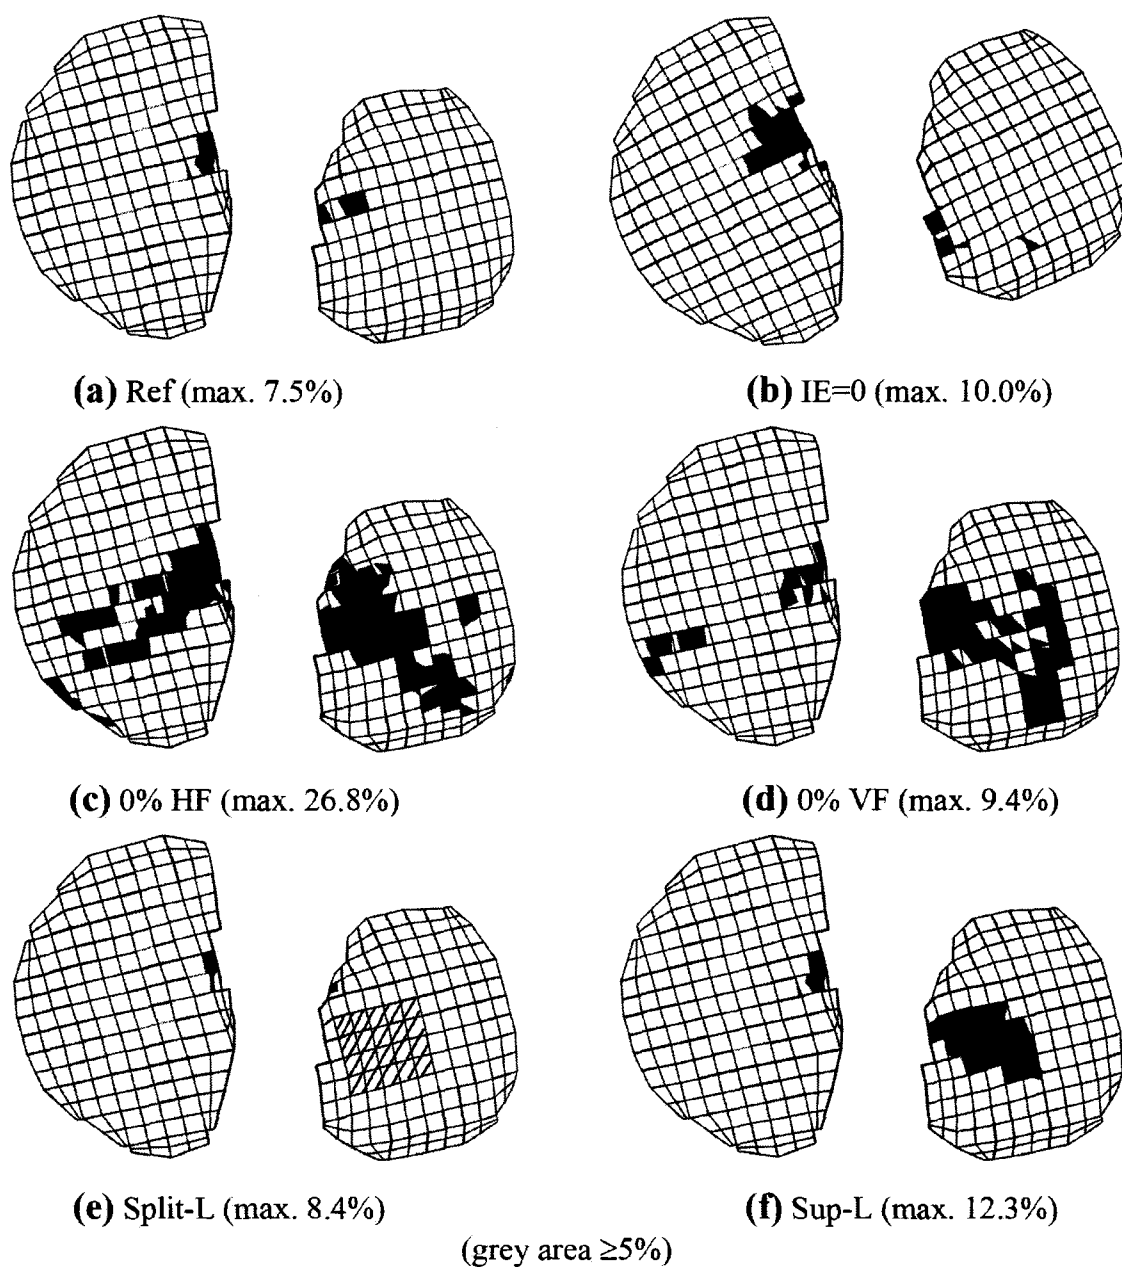 (a) Ref (max. 7.5%)
(b) IE=0 (max. 10.0%)
(c) 0% HF (max. 26.8%)
(d) 0% VF (max. 9.4%)
(e) Split-L (max. 8.4%)
(f) Sup-L (max. 12.3%)
(grey area ≥5%)